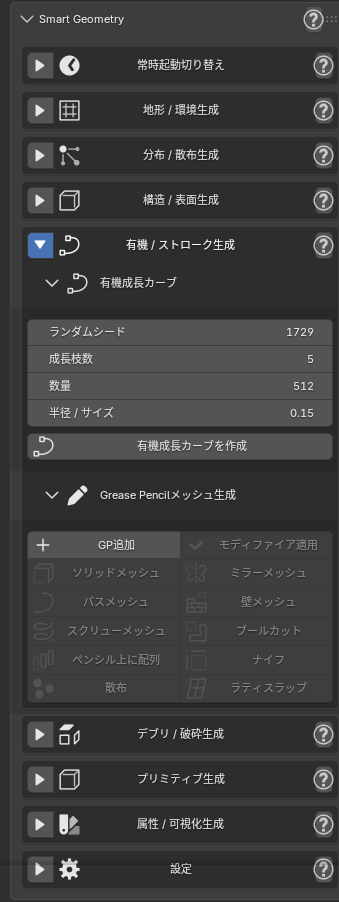 Smart Geometry
常時起動切り替え
地形 / 環境生成
分布 / 散布生成
構造 / 表面生成
有機 / ストローク生成
有機成長カーブ
ランダムシード 1729
成長枝数 5
数量 512
半径 / サイズ 0.15
有機成長カーブを作成
Grease Pencilメッシュ生成
GP追加 モディファイア適用
ソリッドメッシュ ミラーメッシュ
パスメッシュ 壁メッシュ
スクリューメッシュ ブールカット
ペンシル上に配列 ナイフ
散布 ラティスラップ
デブリ / 破砕生成
プリミティブ生成
属性 / 可視化生成
設定